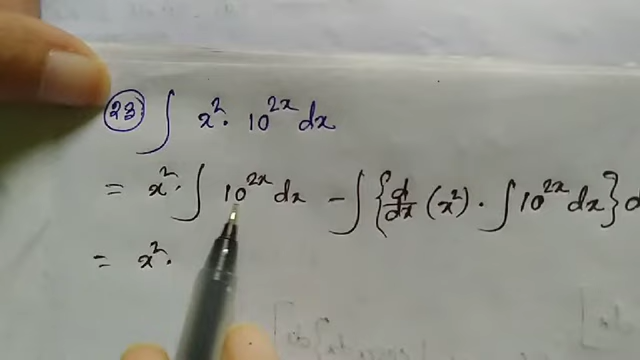 23 ∫ x² · 10^{2x} dx
= x² · ∫ 10^{2x} dx - ∫ { d/dx (x²) · ∫ 10^{2x} dx } d
= x² ·